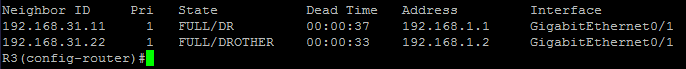 Neighbor ID     Pri   State           Dead Time   Address         Interface
192.168.31.11     1   FULL/DR         00:00:37    192.168.1.1     GigabitEthernet0/1
192.168.31.22     1   FULL/DROTHER    00:00:33    192.168.1.2     GigabitEthernet0/1
R3(config-router)#